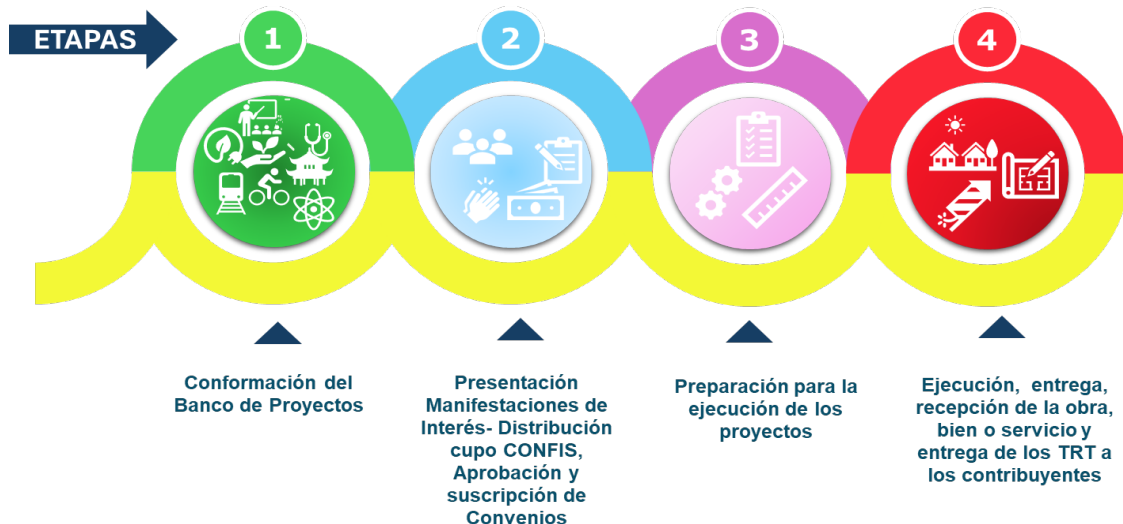 ETAPAS
1
2
3
4
Conformación del
Banco de Proyectos
Presentación
Manifestaciones de
Interés- Distribución
cupo CONFIS,
Aprobación y
suscripción de
Convenios
Preparación para la
ejecución de los
proyectos
Ejecución, entrega,
recepción de la obra,
bien o servicio y
entrega de los TRT a
los contribuyentes